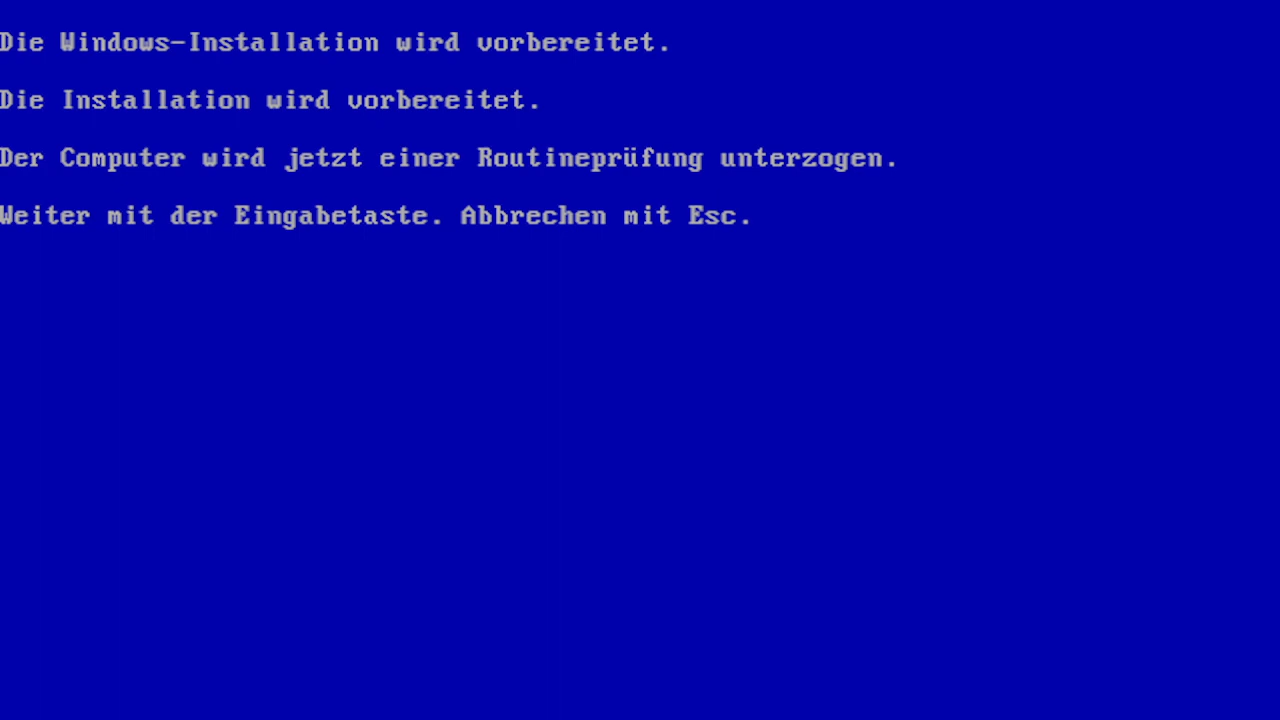 Die Windows-Installation wird vorbereitet.
Die Installation wird vorbereitet.
Der Computer wird jetzt einer Routineprüfung unterzogen.
Weiter mit der Eingabetaste. Abbrechen mit Esc.